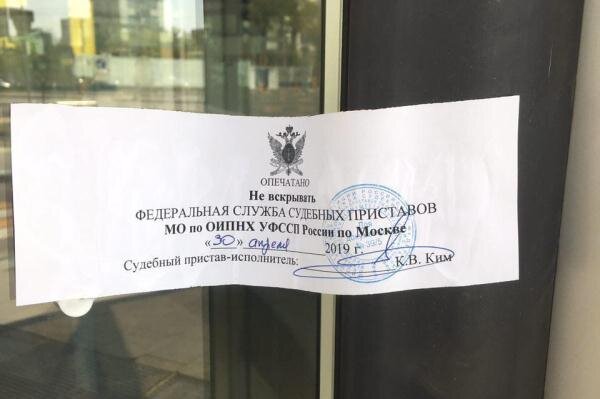 ОПЕЧАТАНО
Не вскрывать
ФЕДЕРАЛЬНАЯ СЛУЖБА СУДЕБНЫХ ПРИСТАВОВ
МО по ОИПНХ УФССП России по Москве
«30» апреля 2019 г.
Судебный пристав-исполнитель: К.В. Ким